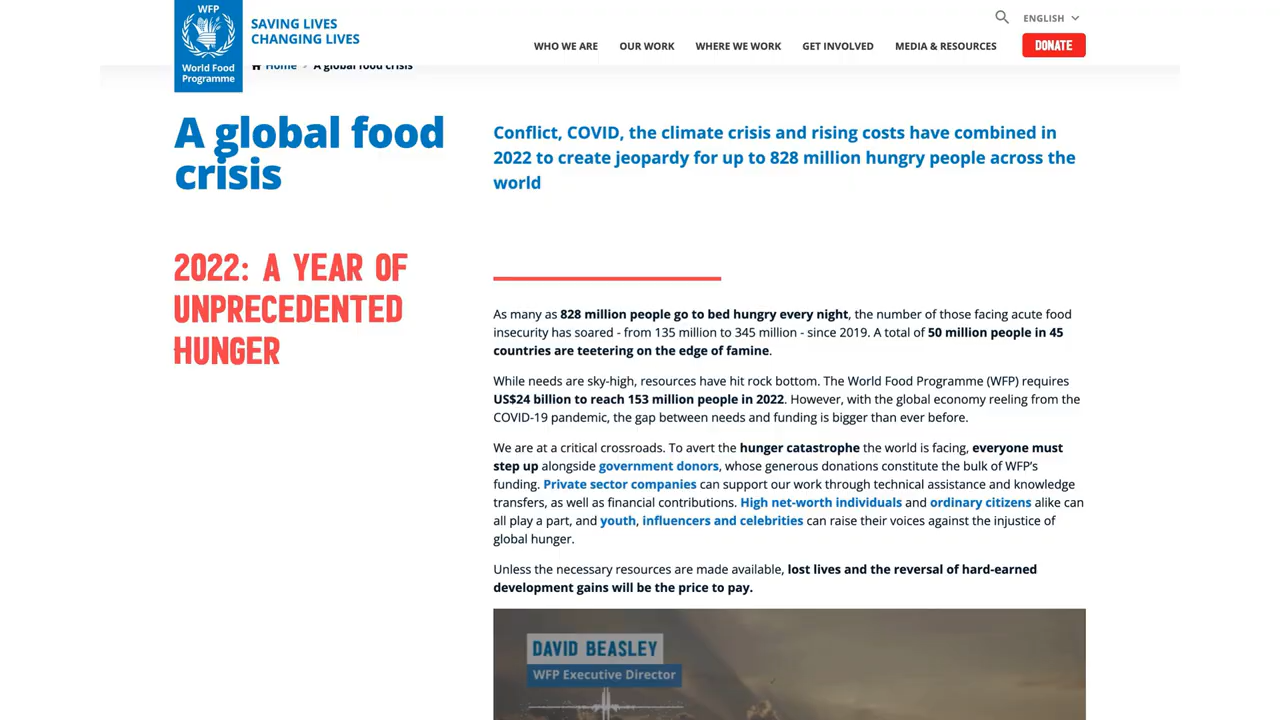 WFP
World Food
Programme
SAVING LIVES
CHANGING LIVES
ENGLISH
WHO WE ARE
OUR WORK
WHERE WE WORK
GET INVOLVED
MEDIA & RESOURCES
DONATE
Home > A global food crisis
A global food
crisis
Conflict, COVID, the climate crisis and rising costs have combined in
2022 to create jeopardy for up to 828 million hungry people across the
world
2022: A YEAR OF
UNPRECEDENTED
HUNGER
As many as 828 million people go to bed hungry every night, the number of those facing acute food
insecurity has soared - from 135 million to 345 million - since 2019. A total of 50 million people in 45
countries are teetering on the edge of famine.
While needs are sky-high, resources have hit rock bottom. The World Food Programme (WFP) requires
US$24 billion to reach 153 million people in 2022. However, with the global economy reeling from the
COVID-19 pandemic, the gap between needs and funding is bigger than ever before.
We are at a critical crossroads. To avert the hunger catastrophe the world is facing, everyone must
step up alongside government donors, whose generous donations constitute the bulk of WFP's
funding. Private sector companies can support our work through technical assistance and knowledge
transfers, as well as financial contributions. High net-worth individuals and ordinary citizens alike can
all play a part, and youth, influencers and celebrities can raise their voices against the injustice of
global hunger.
Unless the necessary resources are made available, lost lives and the reversal of hard-earned
development gains will be the price to pay.
DAVID BEASLEY
WFP Executive Director